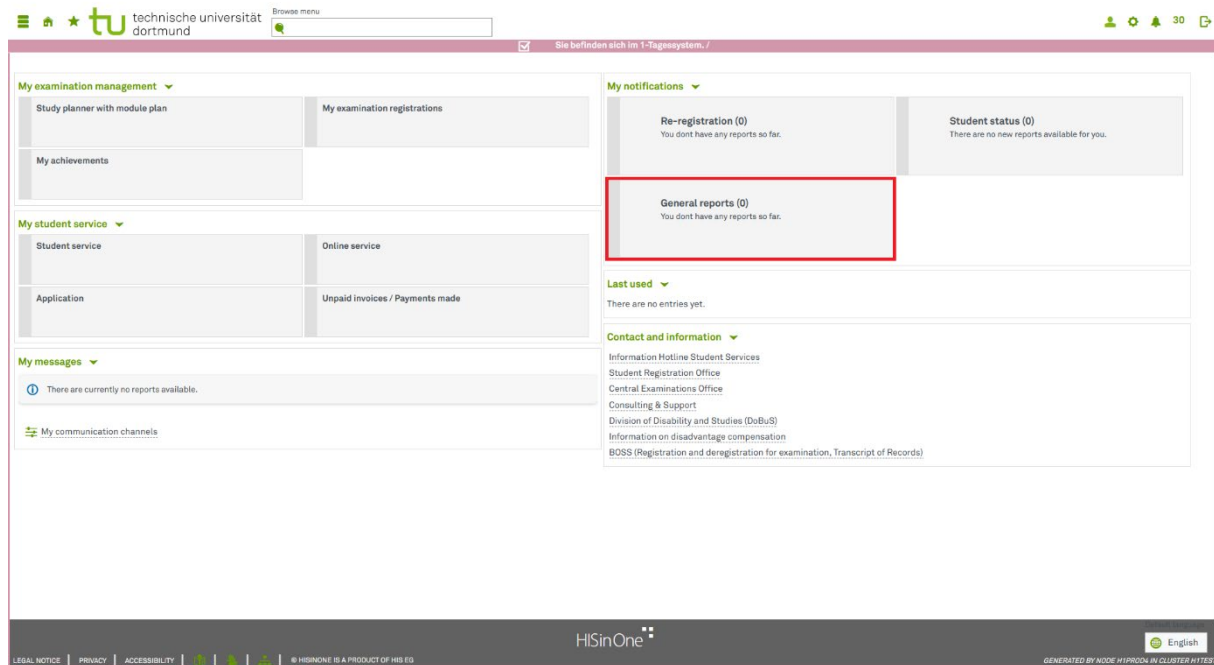 Browse menu
technische universität
dortmund
30
Sie befinden sich im 1-Tagessystem. /
My examination management
Study planner with module plan
My examination registrations
My achievements
My student service
Student service
Online service
Application
Unpaid invoices / Payments made
My messages
There are currently no reports available.
My communication channels
My notifications
Re-registration (0)
You dont have any reports so far.
Student status (0)
There are no new reports available for you.
General reports (0)
You dont have any reports so far.
Last used
There are no entries yet.
Contact and information
Information Hotline Student Services
Student Registration Office
Central Examinations Office
Consulting & Support
Division of Disability and Studies (DoBuS)
Information on disadvantage compensation
BOSS (Registration and deregistration for examination, Transcript of Records)
HISinOne
English
LEGAL NOTICE | PRIVACY | ACCESSIBILITY | | | | © HISINONE IS A PRODUCT OF HIS EG
GENERATED BY NODE H1PROD4 IN CLUSTER H1TEST